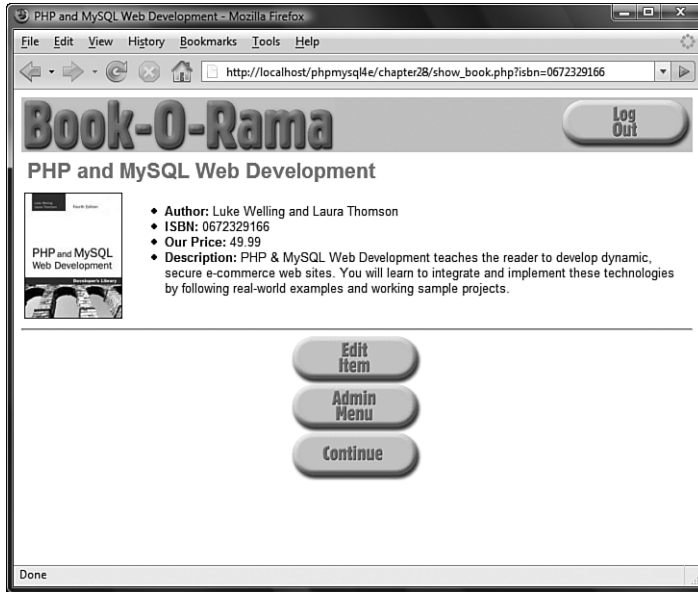 PHP and MySQL Web Development - Mozilla Firefox
File Edit View History Bookmarks Tools Help
http://localhost/phpmysql4e/chapter28/show_book.php?isbn=0672329166
Book-O-Rama
Log
Out
PHP and MySQL Web Development
Fourth Edition
PHP and MySQL
Web Development
Developer's Library
Author: Luke Welling and Laura Thomson
ISBN: 0672329166
Our Price: 49.99
Description: PHP & MySQL Web Development teaches the reader to develop dynamic,
secure e-commerce web sites. You will learn to integrate and implement these technologies
by following real-world examples and working sample projects.
Edit
Item
Admin
Menu
Continue
Done